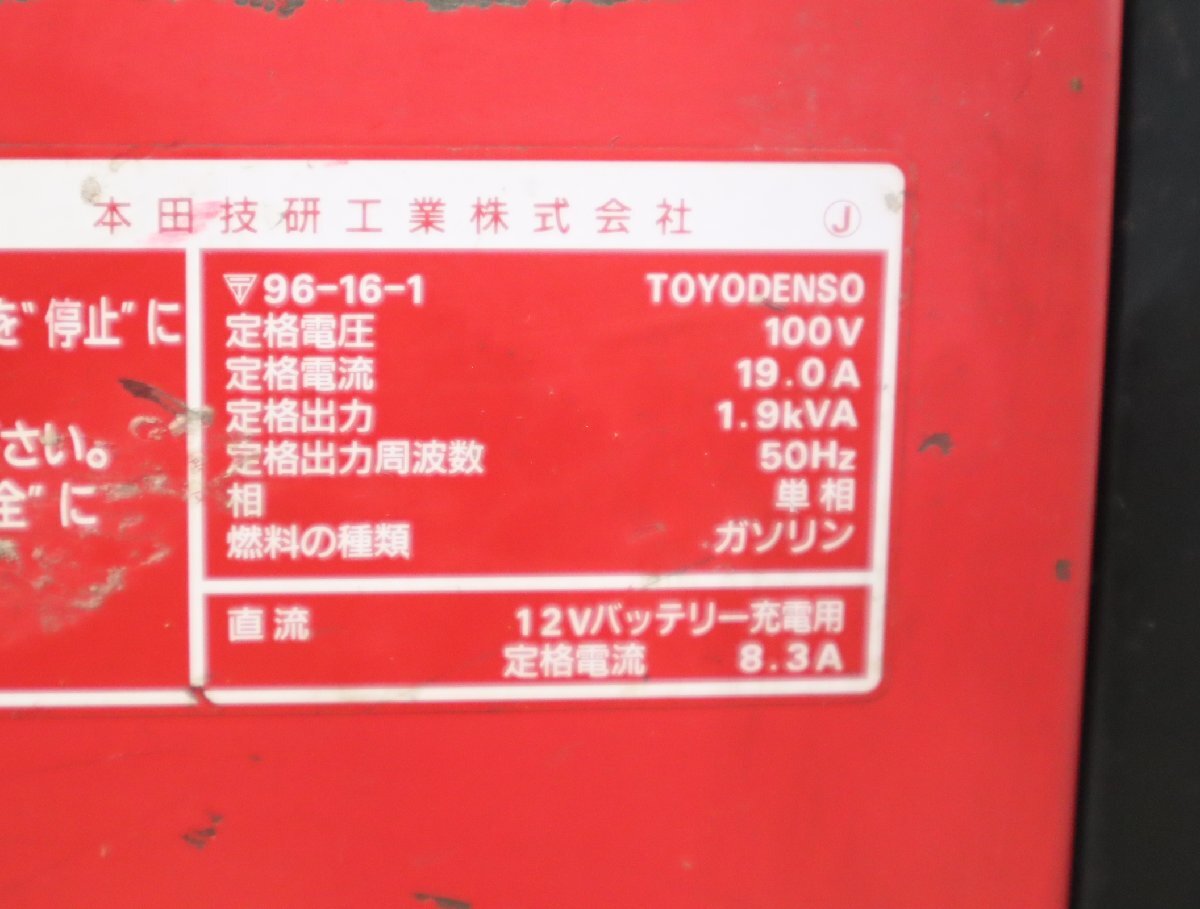 本田技研工業株式会社 Ⓙ
を"停止"に
さい。
全"に
〒96-16-1 TOYODENSO
定格電圧 100V
定格電流 19.0A
定格出力 1.9kVA
定格出力周波数 50Hz
相 単相
燃料の種類 ガソリン
直流 12Vバッテリー充電用
定格電流 8.3A